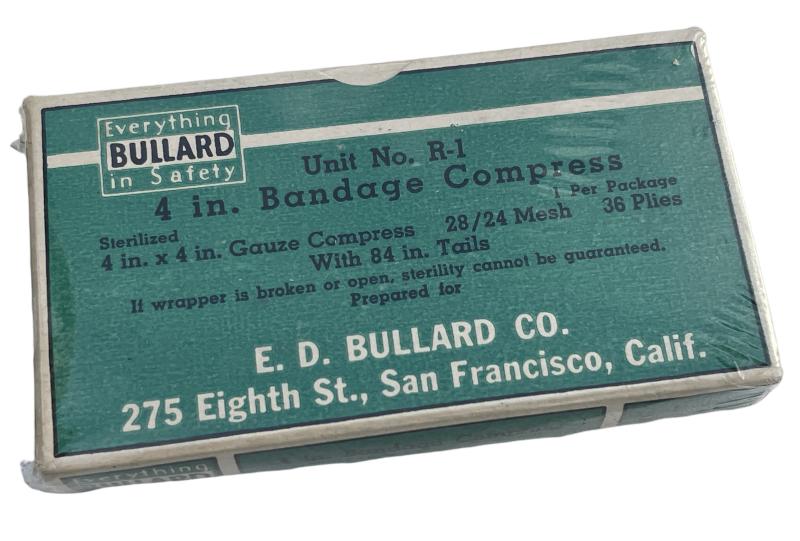 Everything
BULLARD
in Safety
Unit No. R-1
4 in. Bandage Compress
Sterilized
1 Per Package
4 in. x 4 in. Gauze Compress 28/24 Mesh 36 Plies
With 84 in. Tails
If wrapper is broken or open, sterility cannot be guaranteed.
Prepared for
E. D. BULLARD CO.
275 Eighth St., San Francisco, Calif.
Everything
BULLARD